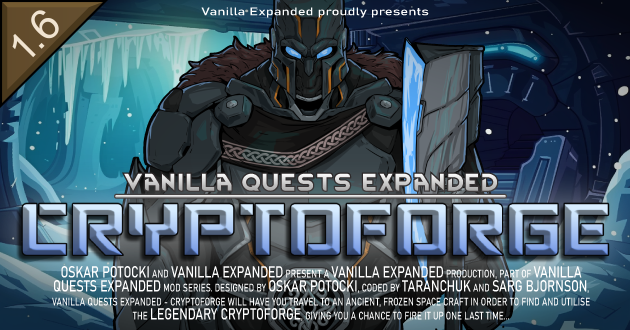 1.6
Vanilla Expanded proudly presents
VANILLA QUESTS EXPANDED
CRYPTOFORGE
OSKAR POTOCKI AND VANILLA EXPANDED PRESENT A VANILLA EXPANDED PRODUCTION, PART OF VANILLA
QUESTS EXPANDED MOD SERIES. DESIGNED BY OSKAR POTOCKI, CODED BY TARANCHUK AND SARG BJORNSON,
VANILLA QUESTS EXPANDED - CRYPTOFORGE WILL HAVE YOU TRAVEL TO AN ANCIENT, FROZEN SPACE CRAFT IN ORDER TO FIND AND UTILISE
THE LEGENDARY CRYPTOFORGE, GIVING YOU A CHANCE TO FIRE IT UP ONE LAST TIME...